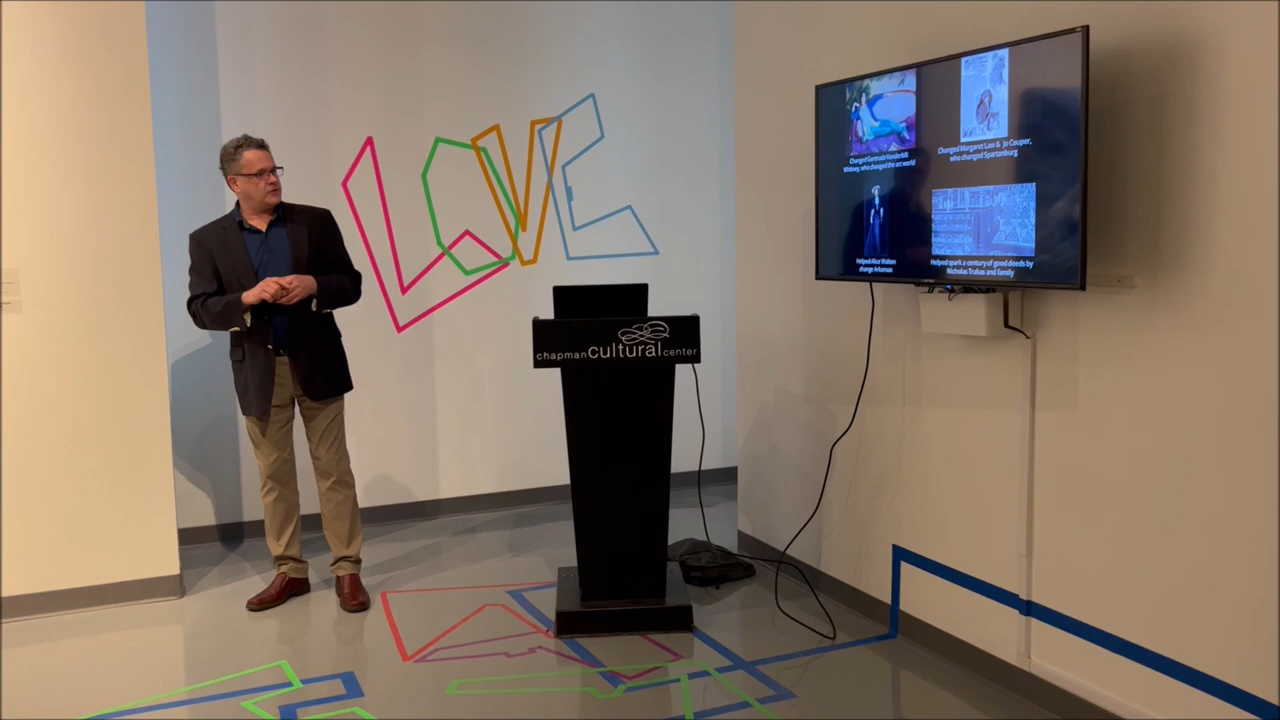 LOVE
chapman cultural center
Changed Gertrude Vanderbilt
Whitney, who changed the art world
Changed Margaret Law & Jo Couper,
who changed Spartanburg
Helped Alice Walton
change Arkansas
Helped spark a century of good deeds by
Nicholas Trakas and family